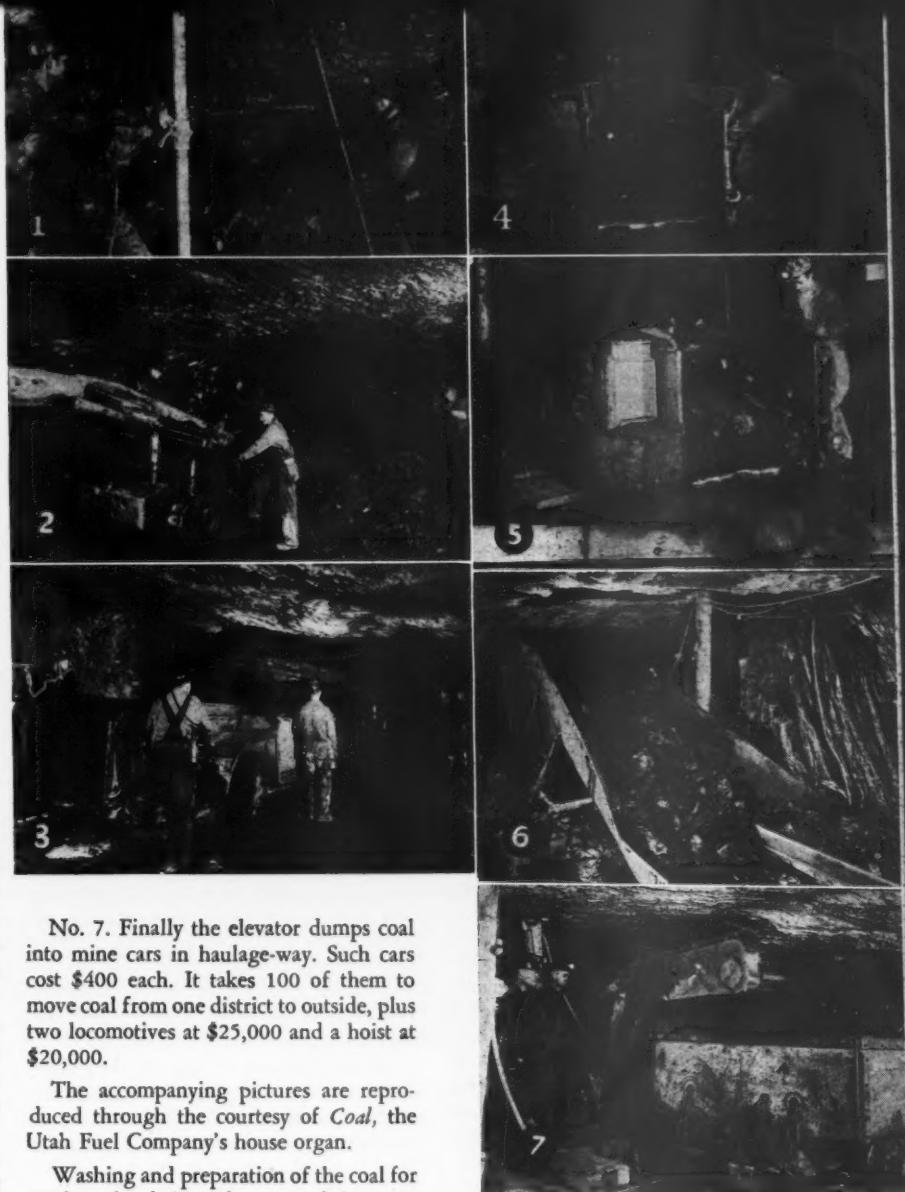 1
4
2
5
3
6
No. 7. Finally the elevator dumps coal
into mine cars in haulage-way. Such cars
cost $400 each. It takes 100 of them to
move coal from one district to outside, plus
two locomotives at $25,000 and a hoist at
$20,000.
The accompanying pictures are repro-
duced through the courtesy of Coal, the
Utah Fuel Company's house organ.
Washing and preparation of the coal for
7